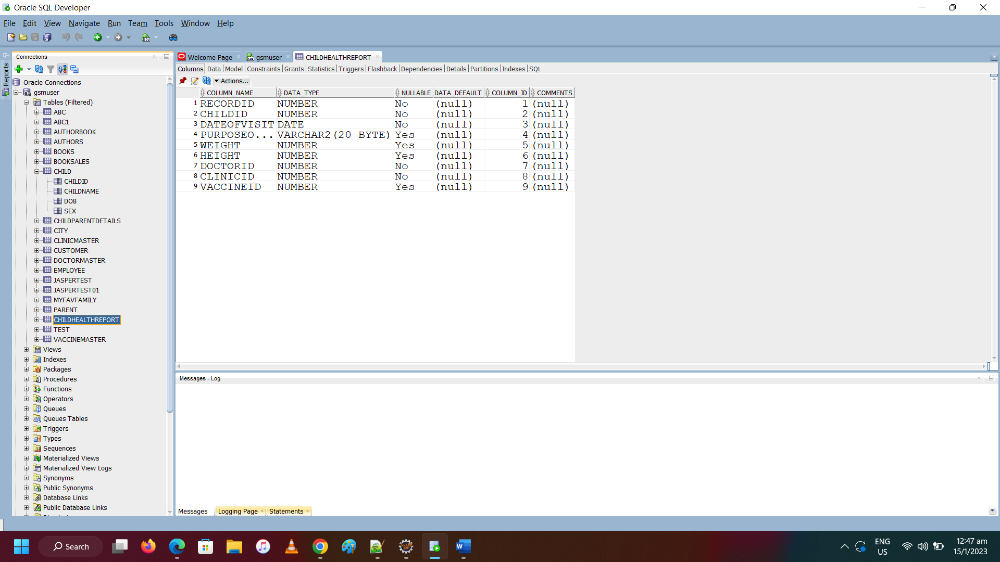 Oracle SQL Developer
File Edit View Navigate Run Team Tools Window Help
Reports
Connections
Oracle Connections
gsmuser
Tables (Filtered)
ABC
ABC1
AUTHORBOOK
AUTHORS
BOOKS
BOOKSALES
CHILD
CHILDID
CHILDNAME
DOB
SEX
CHILDPARENTDETAILS
CITY
CLINICMASTER
CUSTOMER
DOCTORMASTER
EMPLOYEE
JASPERTEST
JASPERTEST01
MYFAVFAMILY
PARENT
CHILDHEALTHREPORT
TEST
VACCINEMASTER
Views
Indexes
Packages
Procedures
Functions
Operators
Queues
Queues Tables
Triggers
Types
Sequences
Materialized Views
Materialized View Logs
Synonyms
Public Synonyms
Database Links
Public Database Links
Welcome Page gsmuser CHILDHEALTHREPORT
Columns Data Model Constraints Grants Statistics Triggers Flashback Dependencies Details Partitions Indexes SQL
Actions...
COLUMN_NAME DATA_TYPE NULLABLE DATA_DEFAULT COLUMN_ID COMMENTS
1 RECORDID NUMBER No (null) 1 (null)
2 CHILDID NUMBER No (null) 2 (null)
3 DATEOFVISIT DATE No (null) 3 (null)
4 PURPOSEO... VARCHAR2(20 BYTE) Yes (null) 4 (null)
5 WEIGHT NUMBER Yes (null) 5 (null)
6 HEIGHT NUMBER Yes (null) 6 (null)
7 DOCTORID NUMBER No (null) 7 (null)
8 CLINICID NUMBER No (null) 8 (null)
9 VACCINEID NUMBER Yes (null) 9 (null)
Messages - Log
Messages Logging Page Statements
Search
ENG
US
12:47 am
15/1/2023